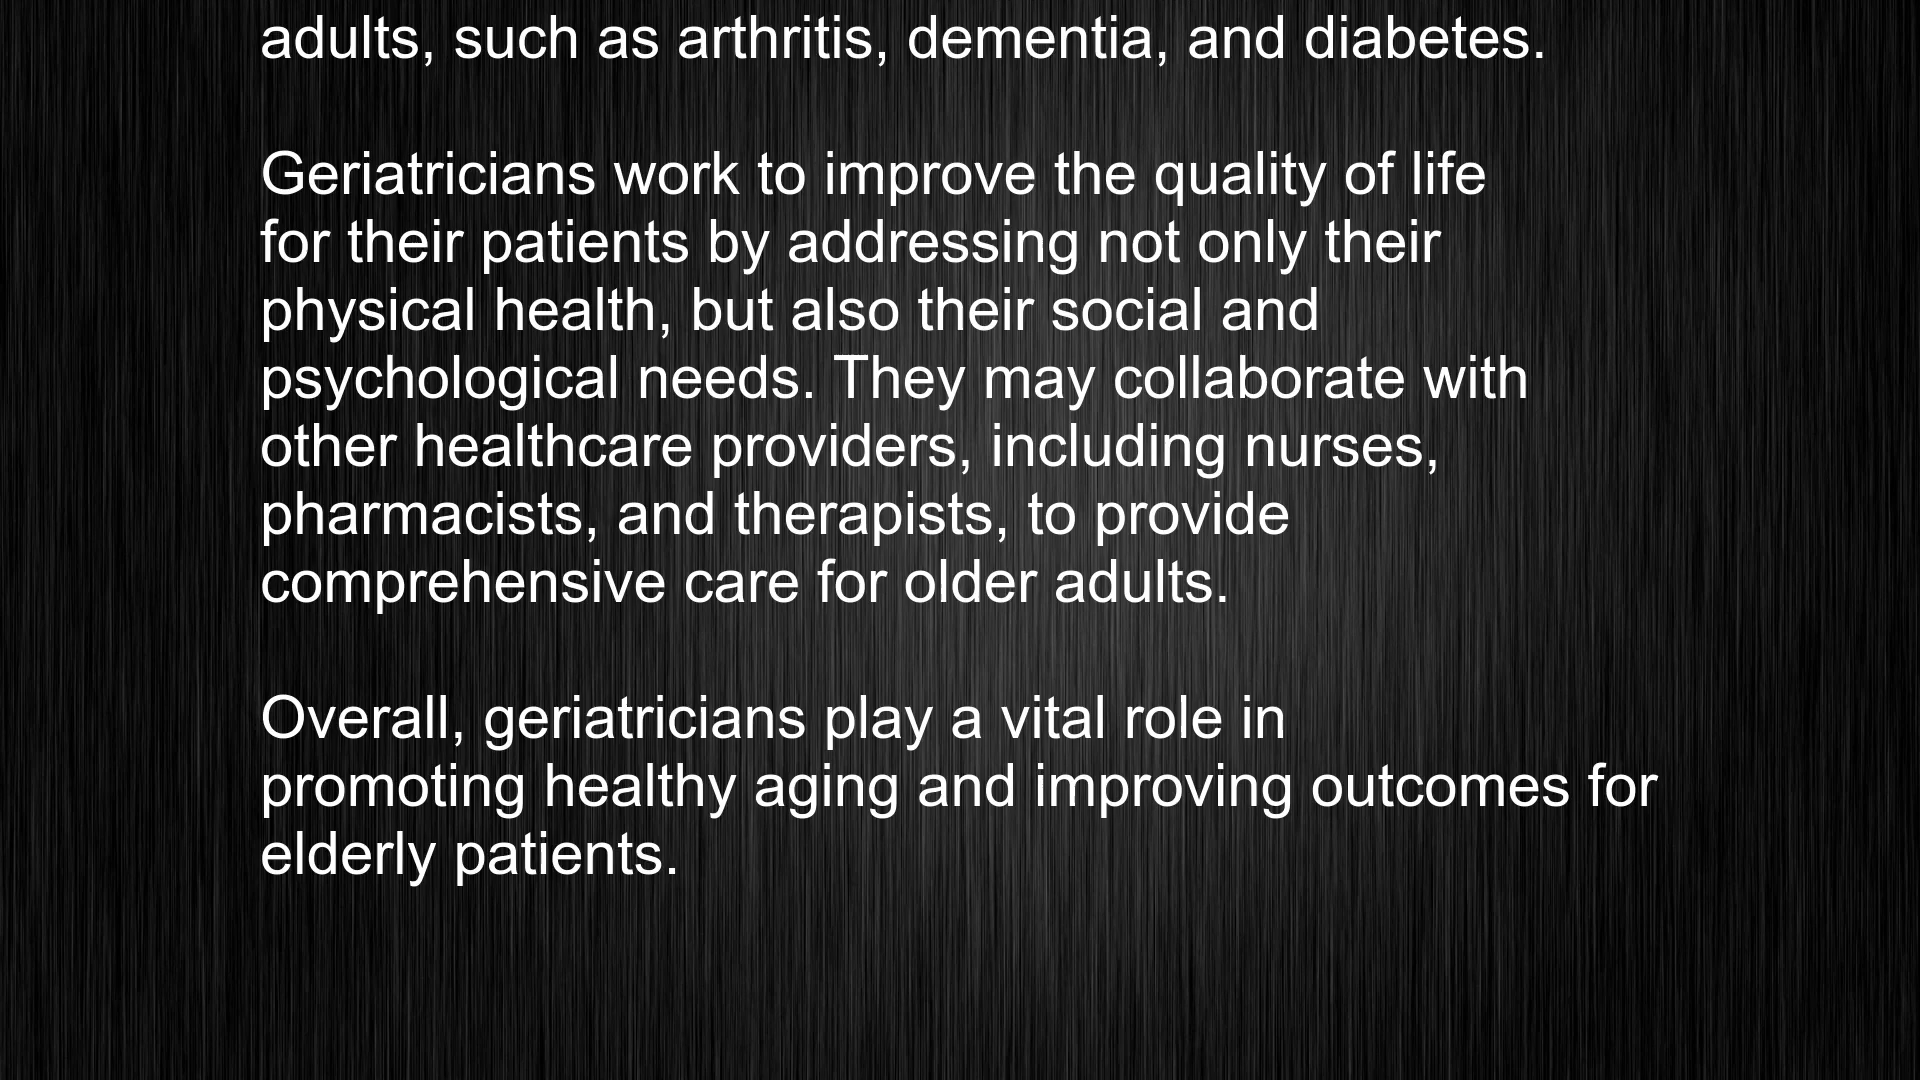 adults, such as arthritis, dementia, and diabetes.
Geriatricians work to improve the quality of life
for their patients by addressing not only their
physical health, but also their social and
psychological needs. They may collaborate with
other healthcare providers, including nurses,
pharmacists, and therapists, to provide
comprehensive care for older adults.
Overall, geriatricians play a vital role in
promoting healthy aging and improving outcomes for
elderly patients.